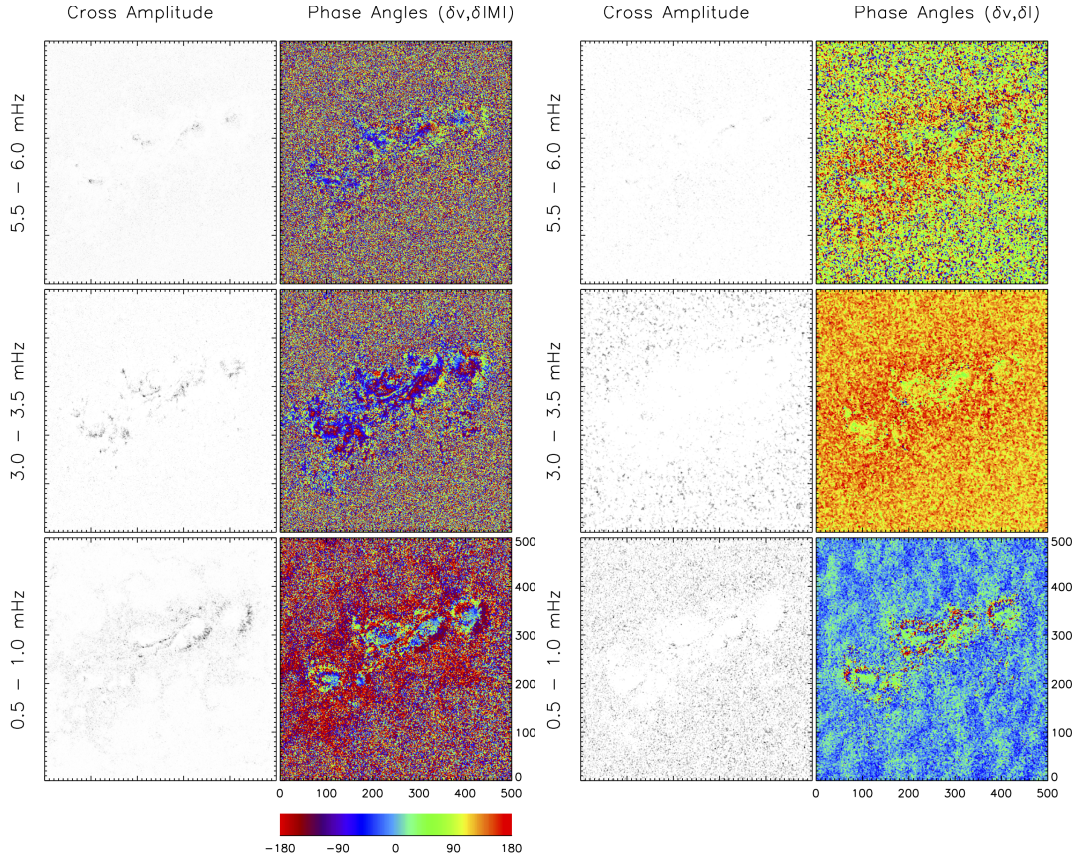 Cross Amplitude
Phase Angles (δv,δ|M|)
Cross Amplitude
Phase Angles (δv,δI)
5.5 – 6.0 mHz
5.5 – 6.0 mHz
3.0 – 3.5 mHz
3.0 – 3.5 mHz
0.5 – 1.0 mHz
500
400
300
200
100
0
0.5 – 1.0 mHz
500
400
300
200
100
0
0 100 200 300 400 500
0 100 200 300 400 500
−180 −90 0 90 180